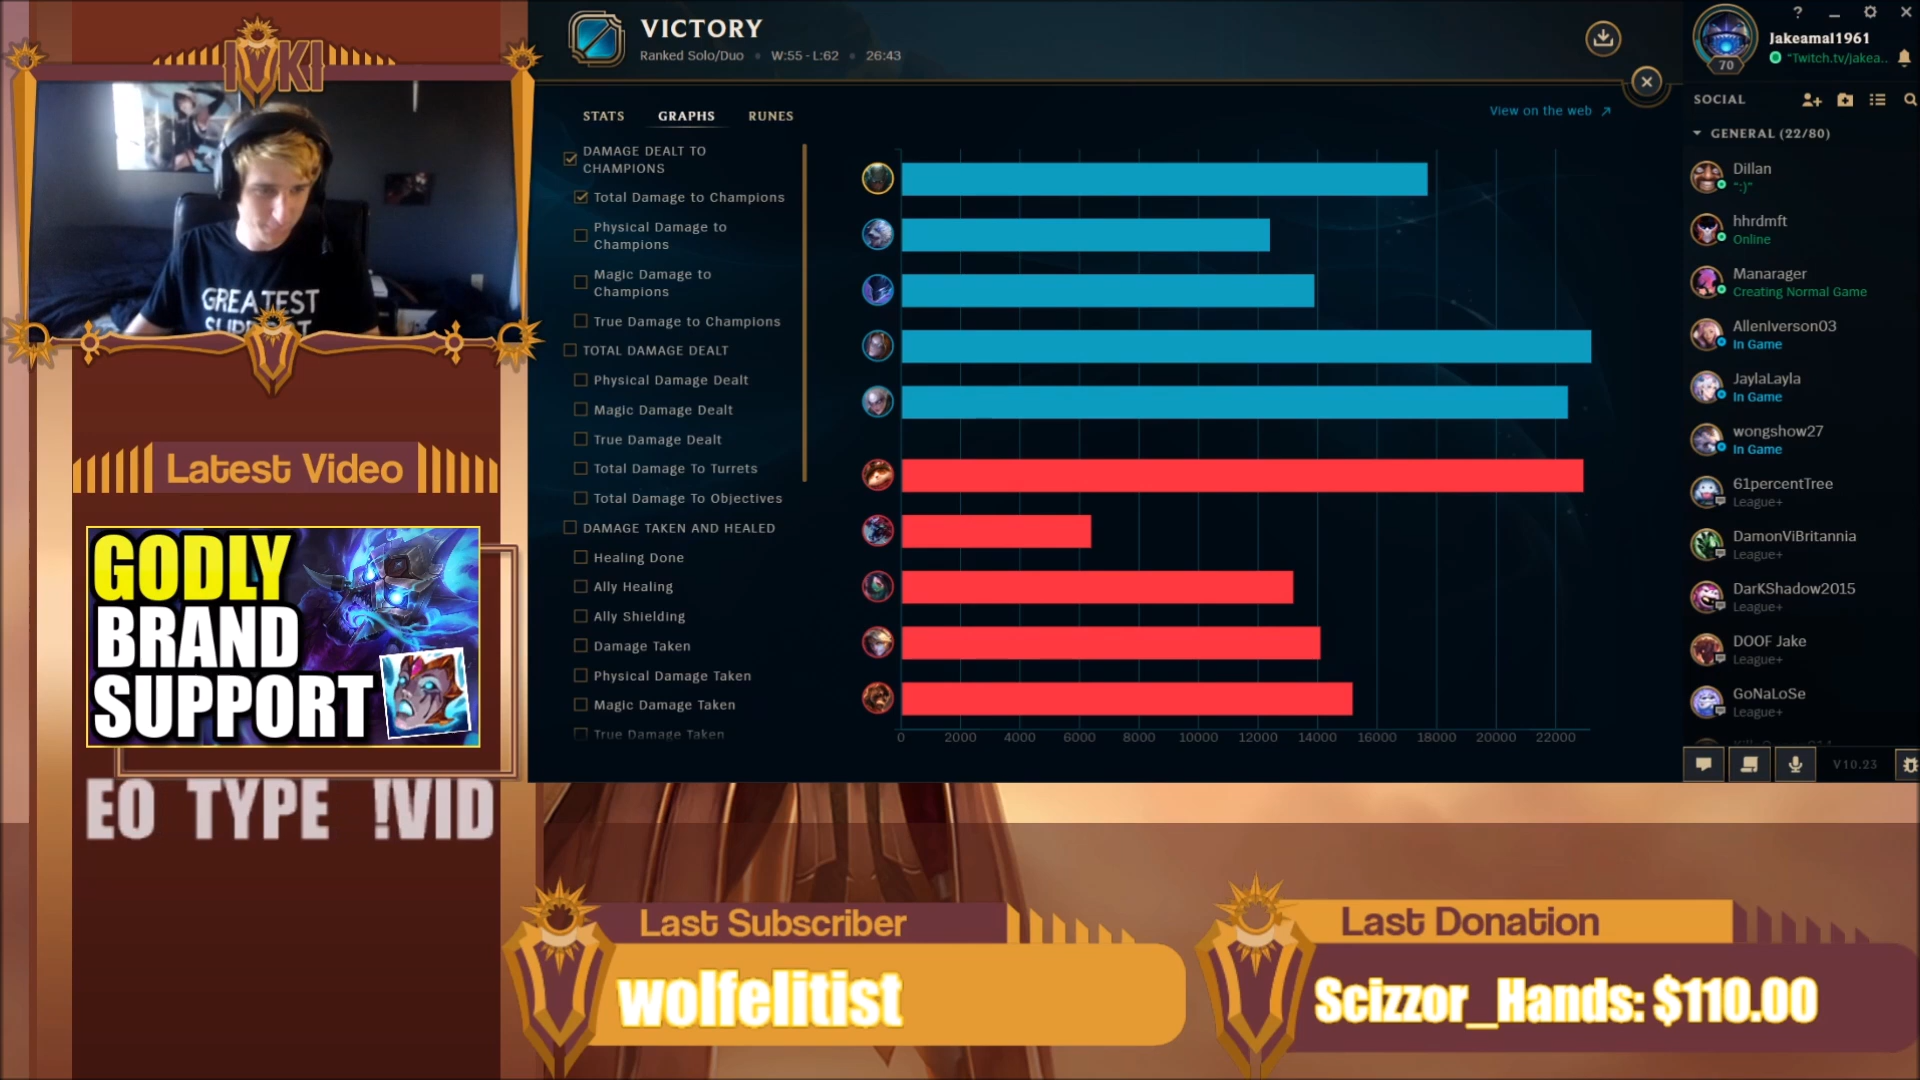 IVKI
GREATEST
SUPPORT
Latest Video
GODLY
BRAND
SUPPORT
EO TYPE !VID
VICTORY
Ranked Solo/Duo • W:55 - L:62 • 26:43
STATS GRAPHS RUNES
View on the web
DAMAGE DEALT TO
CHAMPIONS
Total Damage to Champions
Physical Damage to
Champions
Magic Damage to
Champions
True Damage to Champions
TOTAL DAMAGE DEALT
Physical Damage Dealt
Magic Damage Dealt
True Damage Dealt
Total Damage To Turrets
Total Damage To Objectives
DAMAGE TAKEN AND HEALED
Healing Done
Ally Healing
Ally Shielding
Damage Taken
Physical Damage Taken
Magic Damage Taken
True Damage Taken
0 2000 4000 6000 8000 10000 12000 14000 16000 18000 20000 22000
?
70
Jakeamal1961
"Twitch.tv/jakea..
SOCIAL
GENERAL (22/80)
Dillan
":)"
hhrdmft
Online
Manarager
Creating Normal Game
AllenIverson03
In Game
JaylaLayla
In Game
wongshow27
In Game
61percentTree
League+
DamonViBritannia
League+
DarKShadow2015
League+
DOOF Jake
League+
GoNaLoSe
League+
V10.23
Last Subscriber
wolfelitist
Last Donation
Scizzor_Hands: $110.00